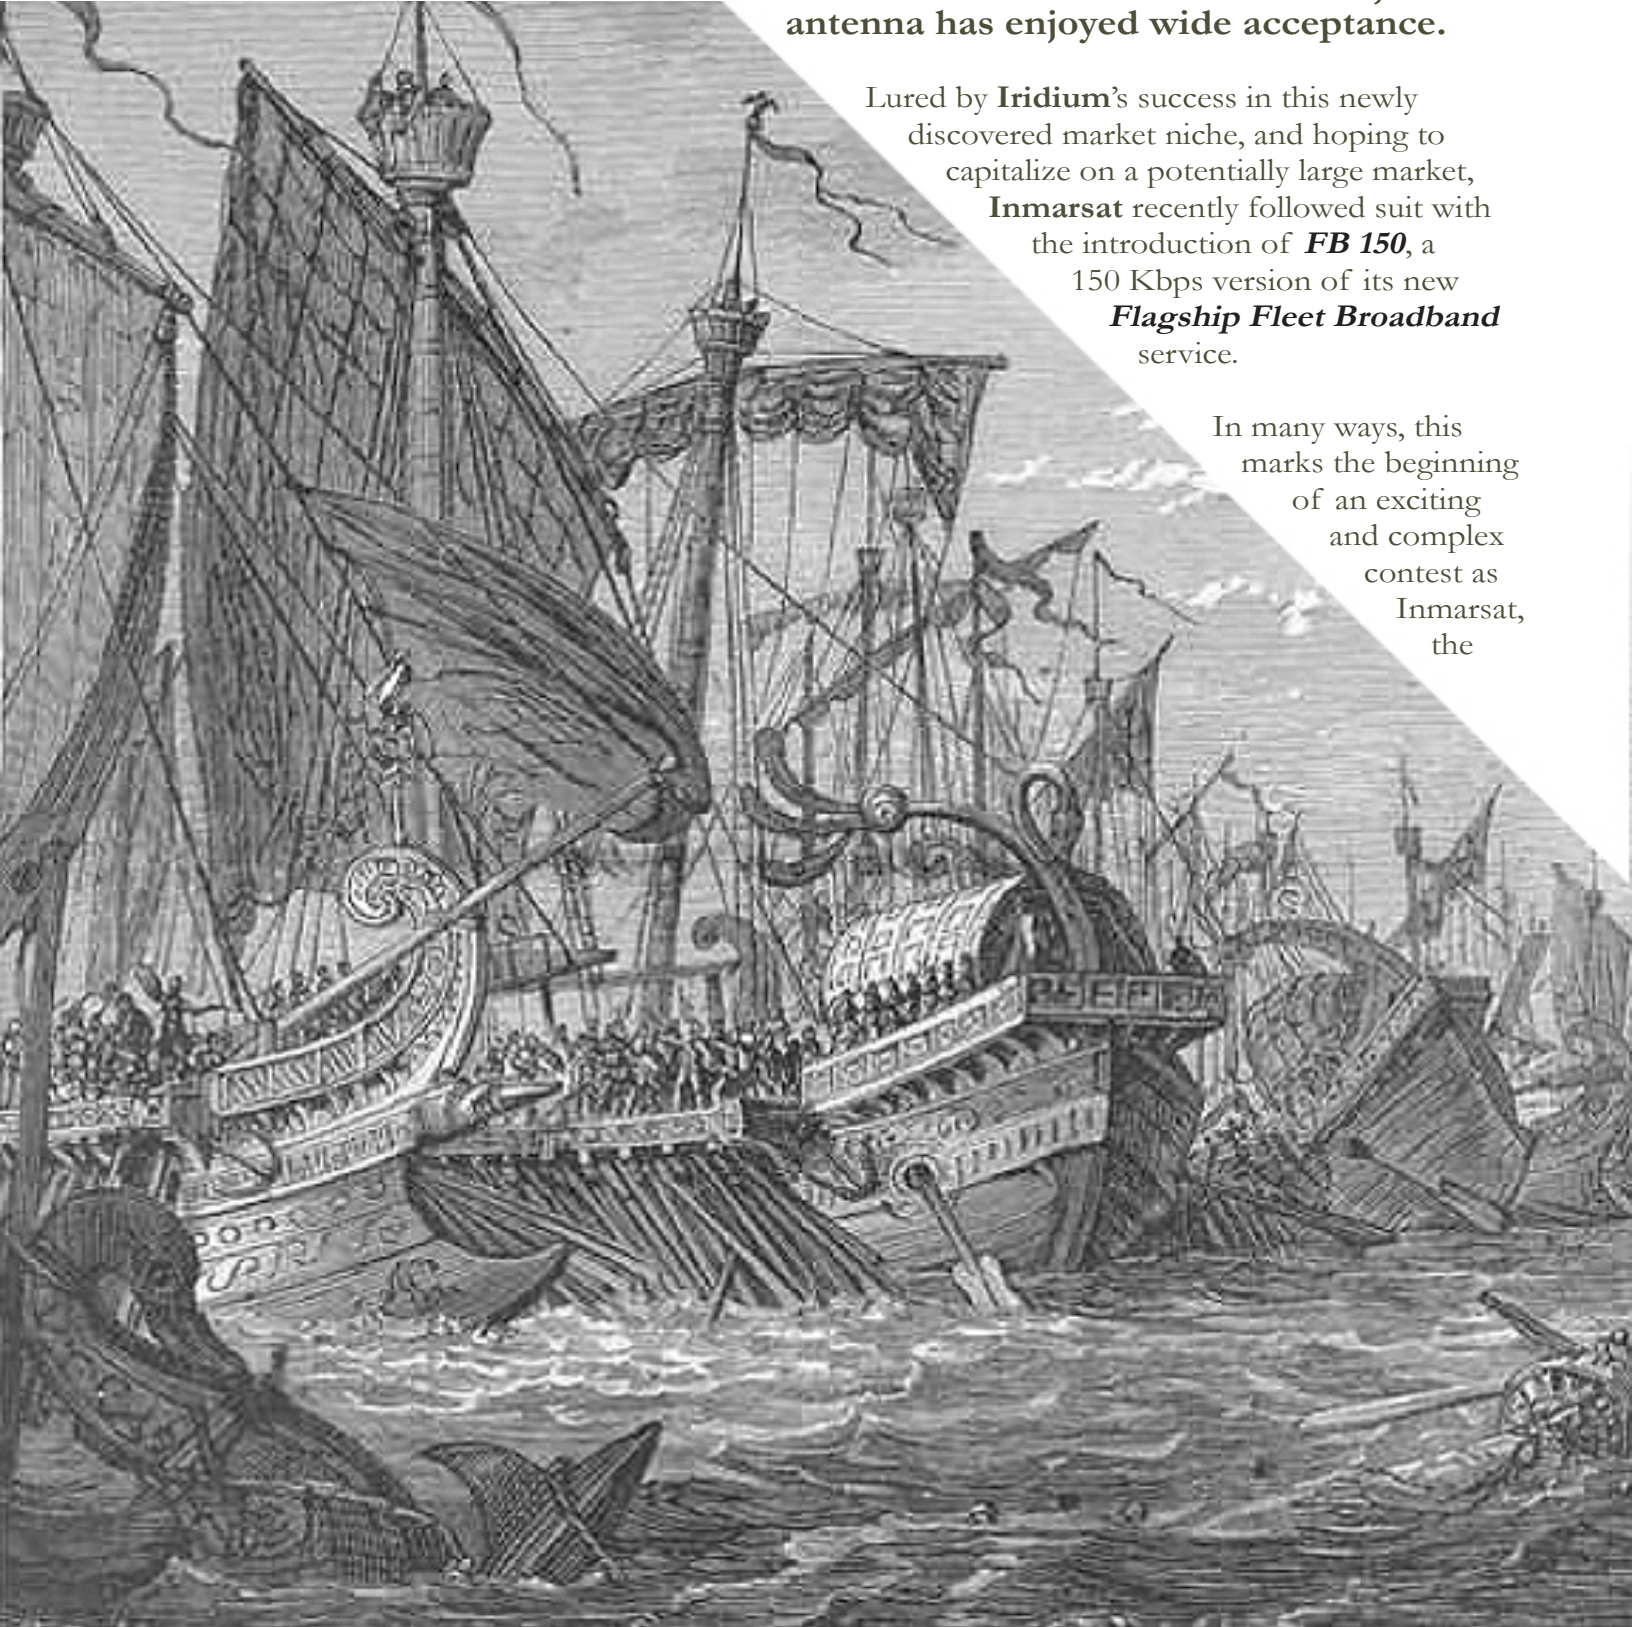 antenna has enjoyed wide acceptance.
Lured by Iridium’s success in this newly
discovered market niche, and hoping to
capitalize on a potentially large market,
Inmarsat recently followed suit with
the introduction of FB 150, a
150 Kbps version of its new
Flagship Fleet Broadband
service.
In many ways, this
marks the beginning
of an exciting
and complex
contest as
Inmarsat,
the